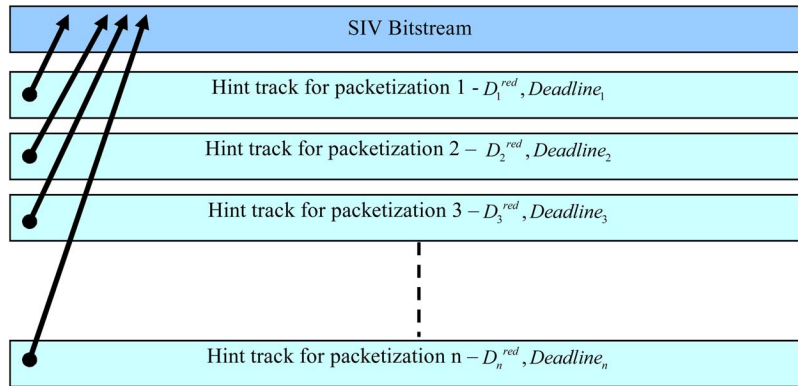 SIV Bitstream
Hint track for packetization 1 - D₁ʳᵉᵈ, Deadline₁
Hint track for packetization 2 – D₂ʳᵉᵈ, Deadline₂
Hint track for packetization 3 – D₃ʳᵉᵈ, Deadline₃
Hint track for packetization n – Dₙʳᵉᵈ, Deadlineₙ